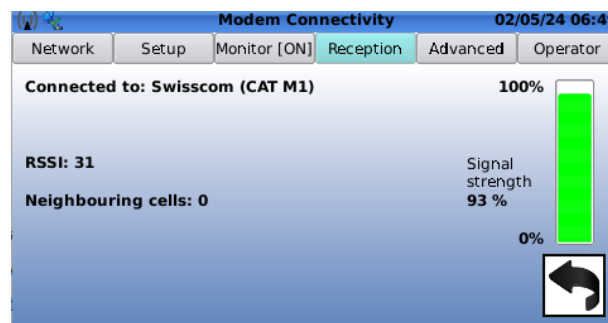 Modem Connectivity 02/05/24 06:4
Network Setup Monitor [ON] Reception Advanced Operator
Connected to: Swisscom (CAT M1) 100%
RSSI: 31
Signal
strength
Neighbouring cells: 0 93 %
0%